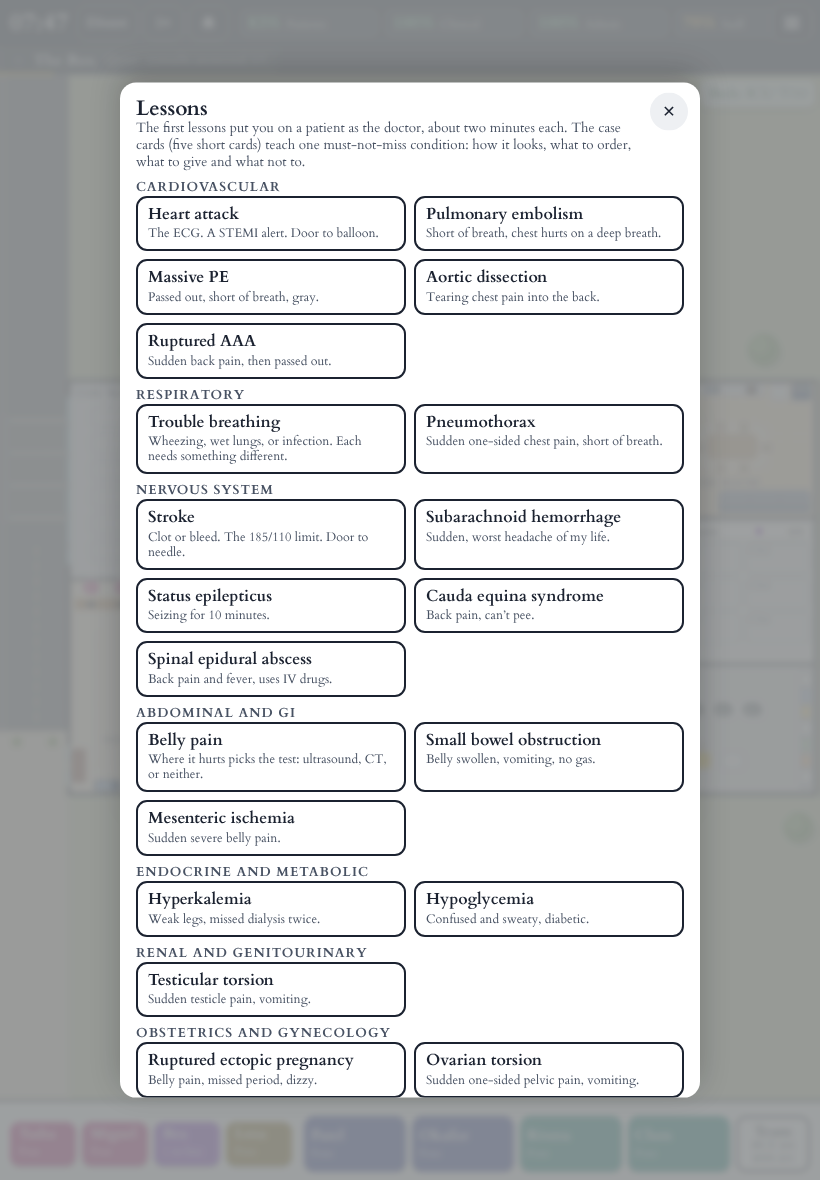 Lessons
The first lessons put you on a patient as the doctor, about two minutes each. The case
cards (five short cards) teach one must-not-miss condition: how it looks, what to order,
what to give and what not to.
CARDIOVASCULAR
Heart attack
The ECG. A STEMI alert. Door to balloon.
Pulmonary embolism
Short of breath, chest hurts on a deep breath.
Massive PE
Passed out, short of breath, gray.
Aortic dissection
Tearing chest pain into the back.
Ruptured AAA
Sudden back pain, then passed out.
RESPIRATORY
Trouble breathing
Wheezing, wet lungs, or infection. Each
needs something different.
Pneumothorax
Sudden one-sided chest pain, short of breath.
NERVOUS SYSTEM
Stroke
Clot or bleed. The 185/110 limit. Door to
needle.
Subarachnoid hemorrhage
Sudden, worst headache of my life.
Status epilepticus
Seizing for 10 minutes.
Cauda equina syndrome
Back pain, can't pee.
Spinal epidural abscess
Back pain and fever, uses IV drugs.
ABDOMINAL AND GI
Belly pain
Where it hurts picks the test: ultrasound, CT,
or neither.
Small bowel obstruction
Belly swollen, vomiting, no gas.
Mesenteric ischemia
Sudden severe belly pain.
ENDOCRINE AND METABOLIC
Hyperkalemia
Weak legs, missed dialysis twice.
Hypoglycemia
Confused and sweaty, diabetic.
RENAL AND GENITOURINARY
Testicular torsion
Sudden testicle pain, vomiting.
OBSTETRICS AND GYNECOLOGY
Ruptured ectopic pregnancy
Belly pain, missed period, dizzy.
Ovarian torsion
Sudden one-sided pelvic pain, vomiting.